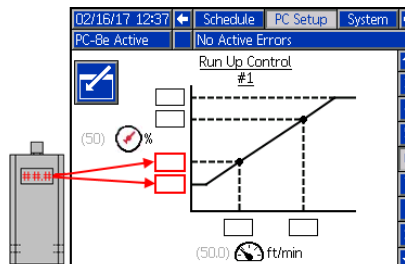 02/16/17 12:37 Schedule PC Setup System
PC-8e Active No Active Errors
Run Up Control
#1
(50) %
##.#
(50.0) ft/min